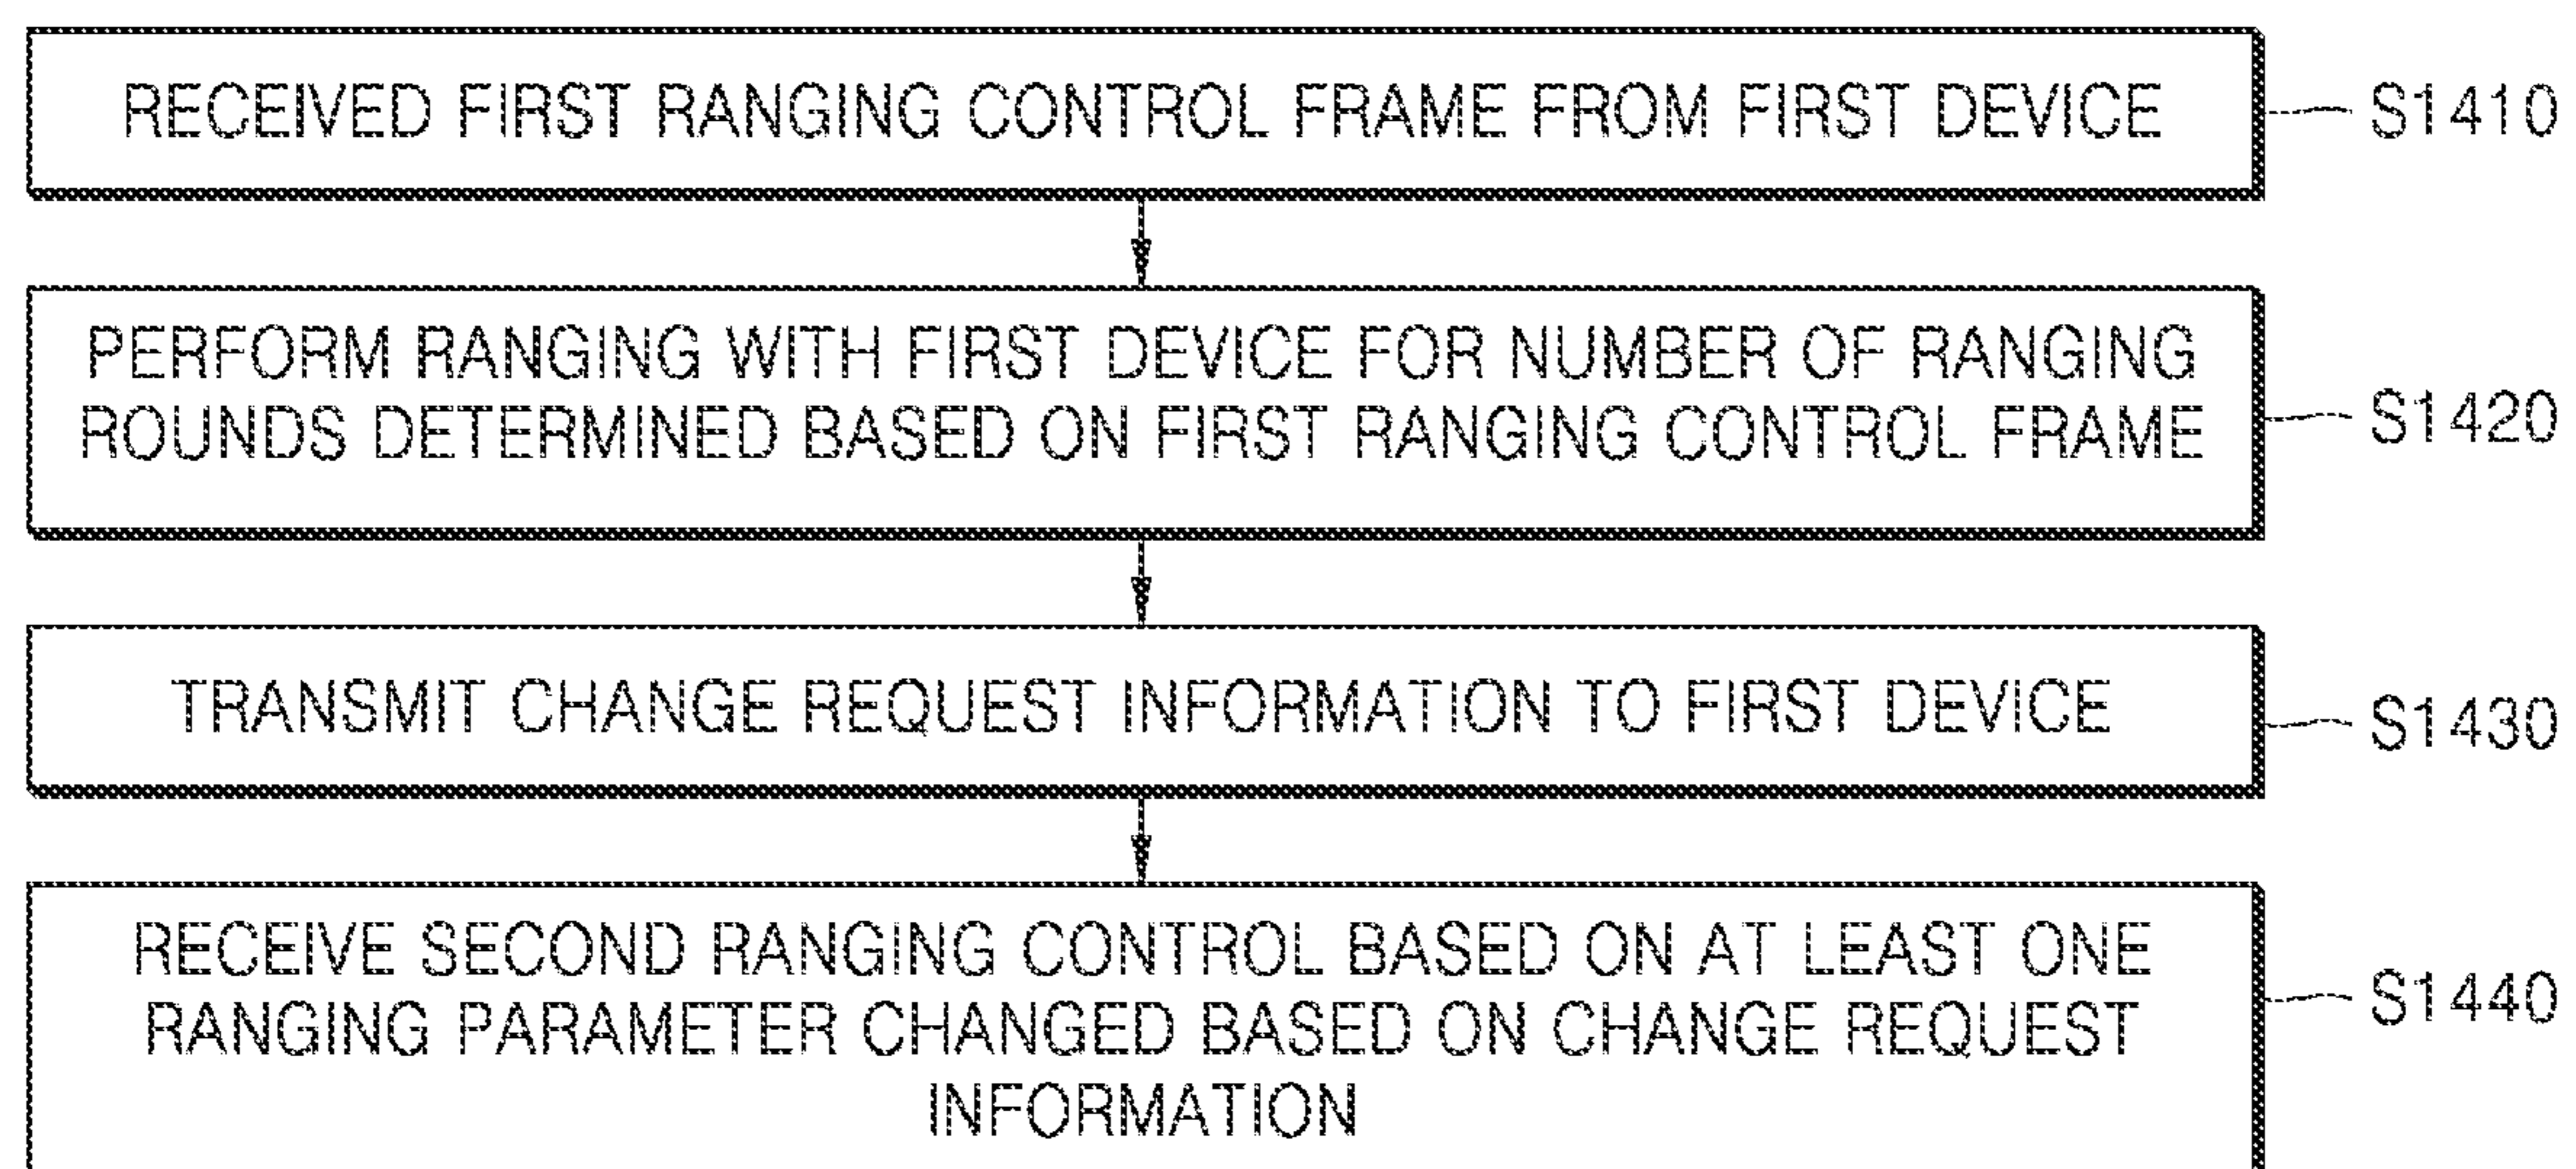 RECEIVED FIRST RANGING CONTROL FRAME FROM FIRST DEVICE
S1410
PERFORM RANGING WITH FIRST DEVICE FOR NUMBER OF RANGING
ROUNDS DETERMINED BASED ON FIRST RANGING CONTROL FRAME
S1420
TRANSMIT CHANGE REQUEST INFORMATION TO FIRST DEVICE
S1430
RECEIVE SECOND RANGING CONTROL BASED ON AT LEAST ONE
RANGING PARAMETER CHANGED BASED ON CHANGE REQUEST
INFORMATION
S1440